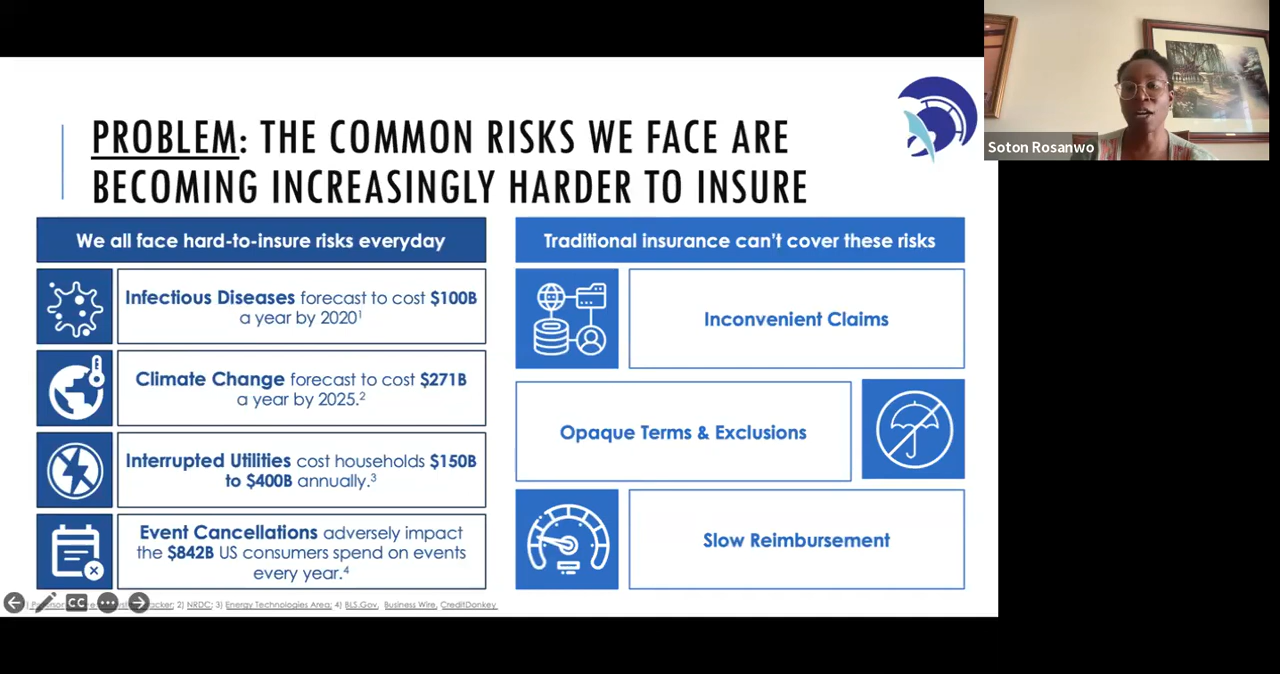 PROBLEM: THE COMMON RISKS WE FACE ARE
BECOMING INCREASINGLY HARDER TO INSURE
Soton Rosanwo
We all face hard-to-insure risks everyday
Infectious Diseases forecast to cost $100B
a year by 2020¹
Climate Change forecast to cost $271B
a year by 2025.²
Interrupted Utilities cost households $150B
to $400B annually.³
Event Cancellations adversely impact
the $842B US consumers spend on events
every year.⁴
Traditional insurance can't cover these risks
Inconvenient Claims
Opaque Terms & Exclusions
Slow Reimbursement
CC
2) NRDC; 3) Energy Technologies Area; 4) BLS.Gov, Business Wire, CreditDonkey